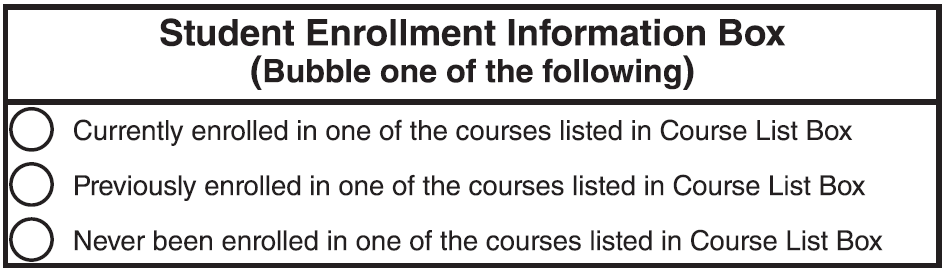 Student Enrollment Information Box
(Bubble one of the following)
Currently enrolled in one of the courses listed in Course List Box
Previously enrolled in one of the courses listed in Course List Box
Never been enrolled in one of the courses listed in Course List Box